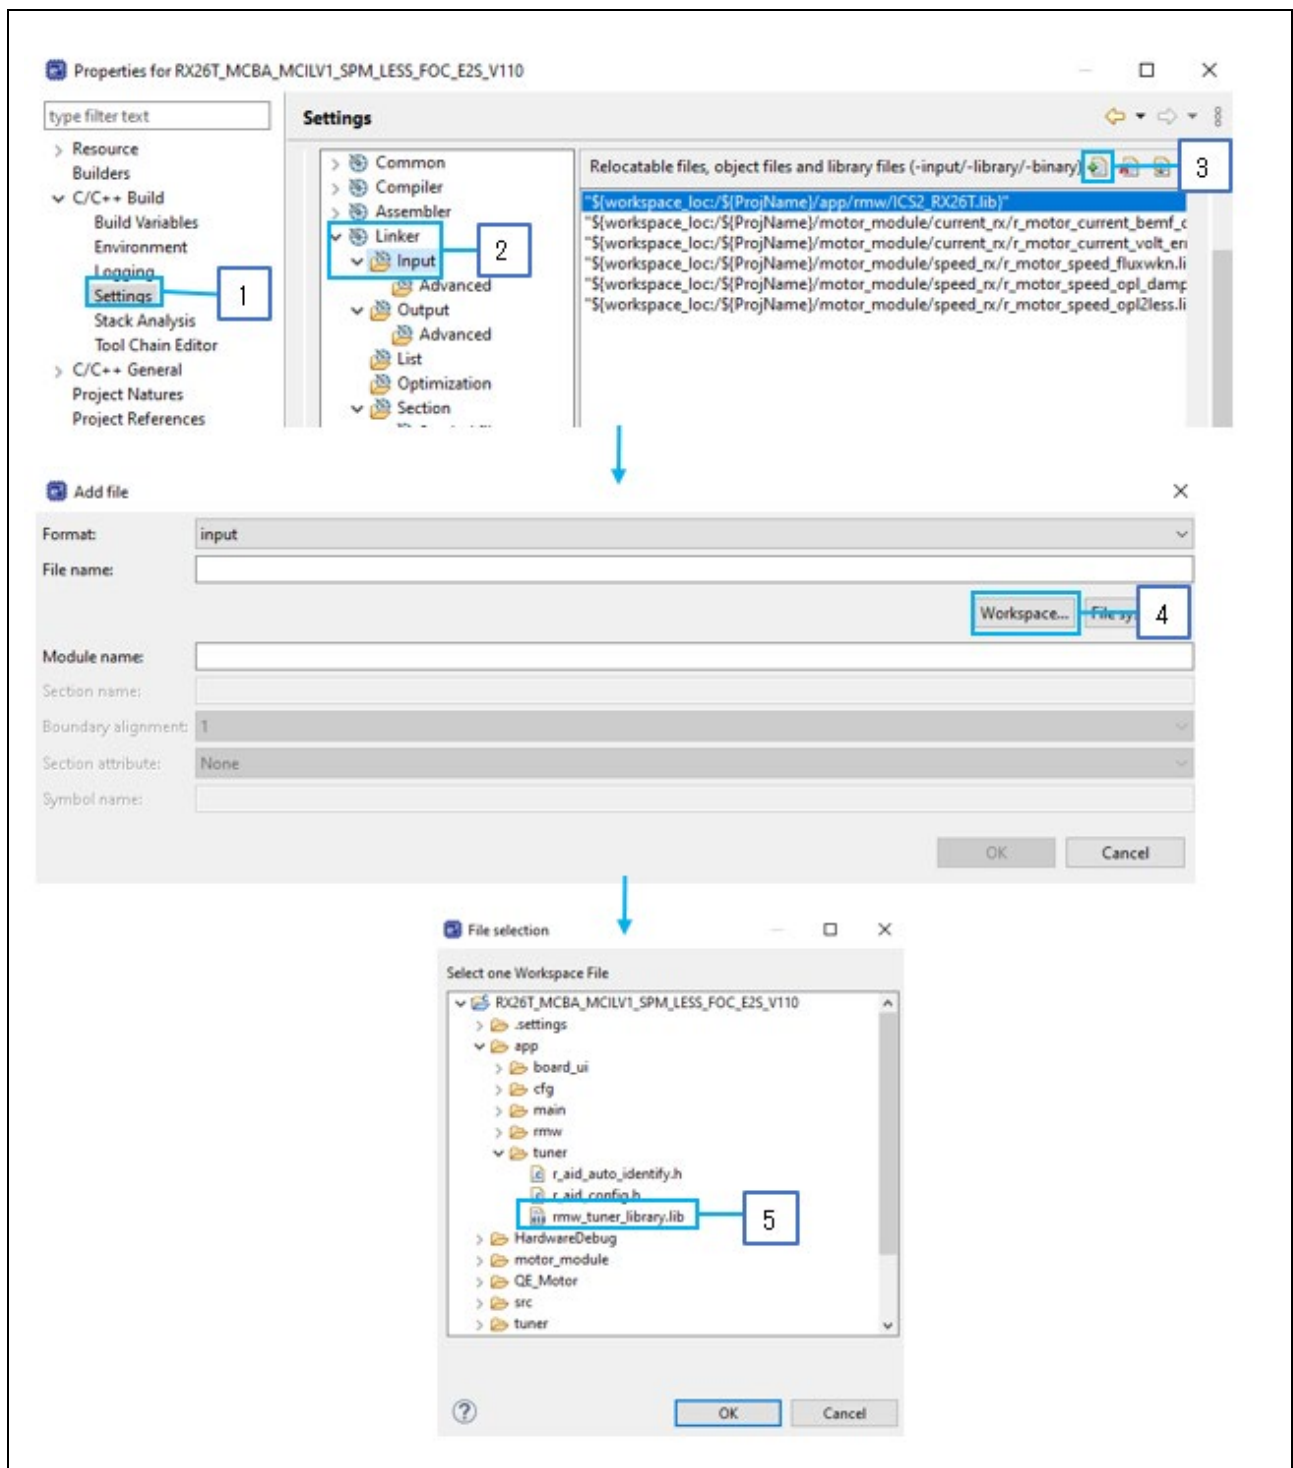 Properties for RX26T_MCBA_MCILV1_SPM_LESS_FOC_E2S_V110
type filter text
Settings
Resource
Builders
C/C++ Build
Build Variables
Environment
Logging
Settings
Stack Analysis
Tool Chain Editor
C/C++ General
Project Natures
Project References
1
Common
Compiler
Assembler
Linker
Input
Advanced
Output
Advanced
List
Optimization
Section
2
Relocatable files, object files and library files (-input/-library/-binary)
3
"${workspace_loc:/${ProjName}/app/rmw/ICS2_RX26T.lib}"
"${workspace_loc:/${ProjName}/motor_module/current_rx/r_motor_current_bemf_c
"${workspace_loc:/${ProjName}/motor_module/current_rx/r_motor_current_volt_err
"${workspace_loc:/${ProjName}/motor_module/speed_rx/r_motor_speed_fluxwkn.li
"${workspace_loc:/${ProjName}/motor_module/speed_rx/r_motor_speed_opl_damp
"${workspace_loc:/${ProjName}/motor_module/speed_rx/r_motor_speed_opl2less.li
Add file
Format: input
File name:
Workspace... File sy 4
Module name:
Section name:
Boundary alignment: 1
Section attribute: None
Symbol name:
OK Cancel
File selection
Select one Workspace File
RX26T_MCBA_MCILV1_SPM_LESS_FOC_E2S_V110
.settings
app
board_ui
cfg
main
rmw
tuner
r_aid_auto_identify.h
r_aid_config.h
rmw_tuner_library.lib 5
HardwareDebug
motor_module
QE_Motor
src
tuner
OK Cancel